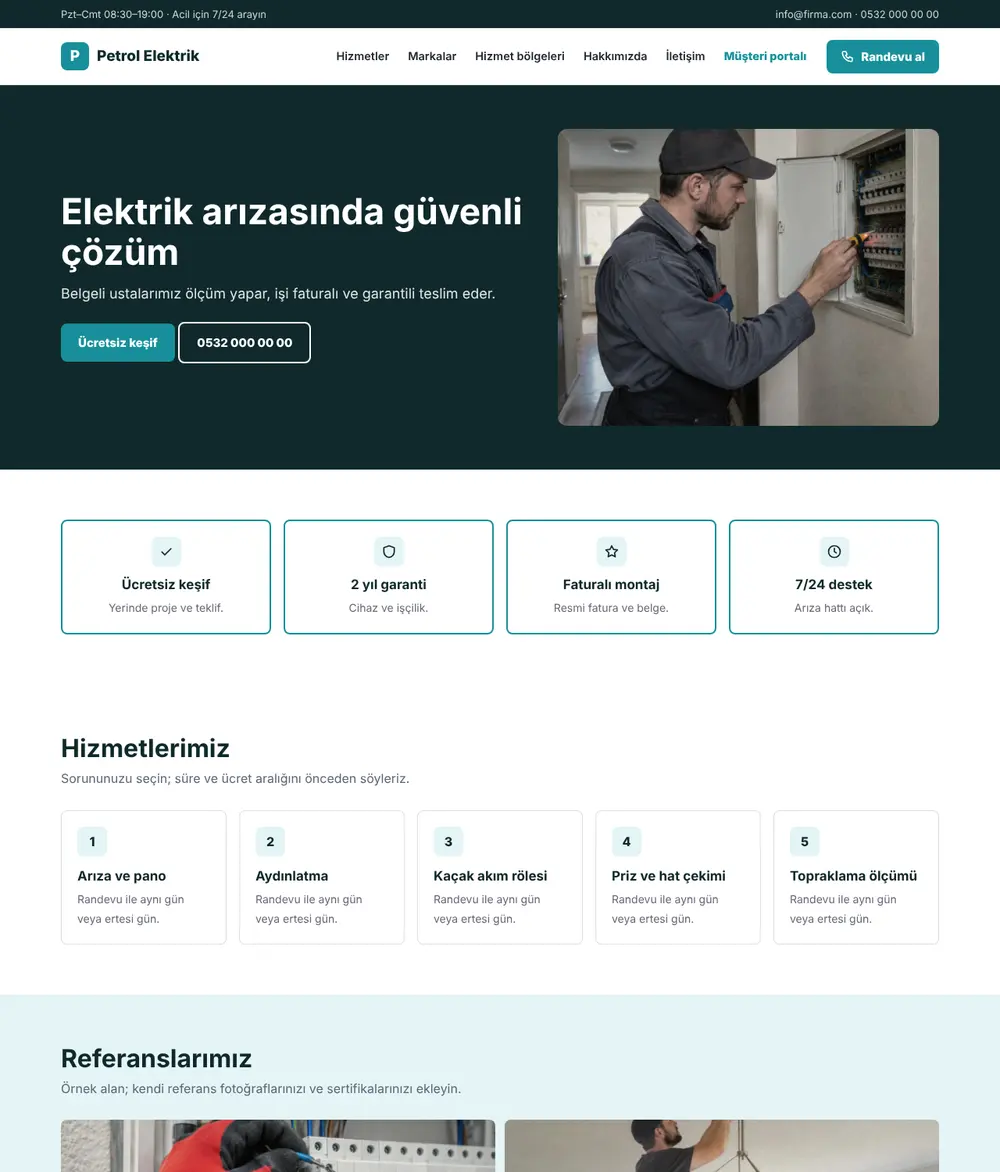 Pzt–Cmt 08:30–19:00 · Acil için 7/24 arayın
info@firma.com · 0532 000 00 00
P
Petrol Elektrik
Hizmetler
Markalar
Hizmet bölgeleri
Hakkımızda
İletişim
Müşteri portalı
Randevu al
Elektrik arızasında güvenli
çözüm
Belgeli ustalarımız ölçüm yapar, işi faturalı ve garantili teslim eder.
Ücretsiz keşif
0532 000 00 00
Ücretsiz keşif
Yerinde proje ve teklif.
2 yıl garanti
Cihaz ve işçilik.
Faturalı montaj
Resmi fatura ve belge.
7/24 destek
Arıza hattı açık.
Hizmetlerimiz
Sorununuzu seçin; süre ve ücret aralığını önceden söyleriz.
1
Arıza ve pano
Randevu ile aynı gün
veya ertesi gün.
2
Aydınlatma
Randevu ile aynı gün
veya ertesi gün.
3
Kaçak akım rölesi
Randevu ile aynı gün
veya ertesi gün.
4
Priz ve hat çekimi
Randevu ile aynı gün
veya ertesi gün.
5
Topraklama ölçümü
Randevu ile aynı gün
veya ertesi gün.
Referanslarımız
Örnek alan; kendi referans fotoğraflarınızı ve sertifikalarınızı ekleyin.